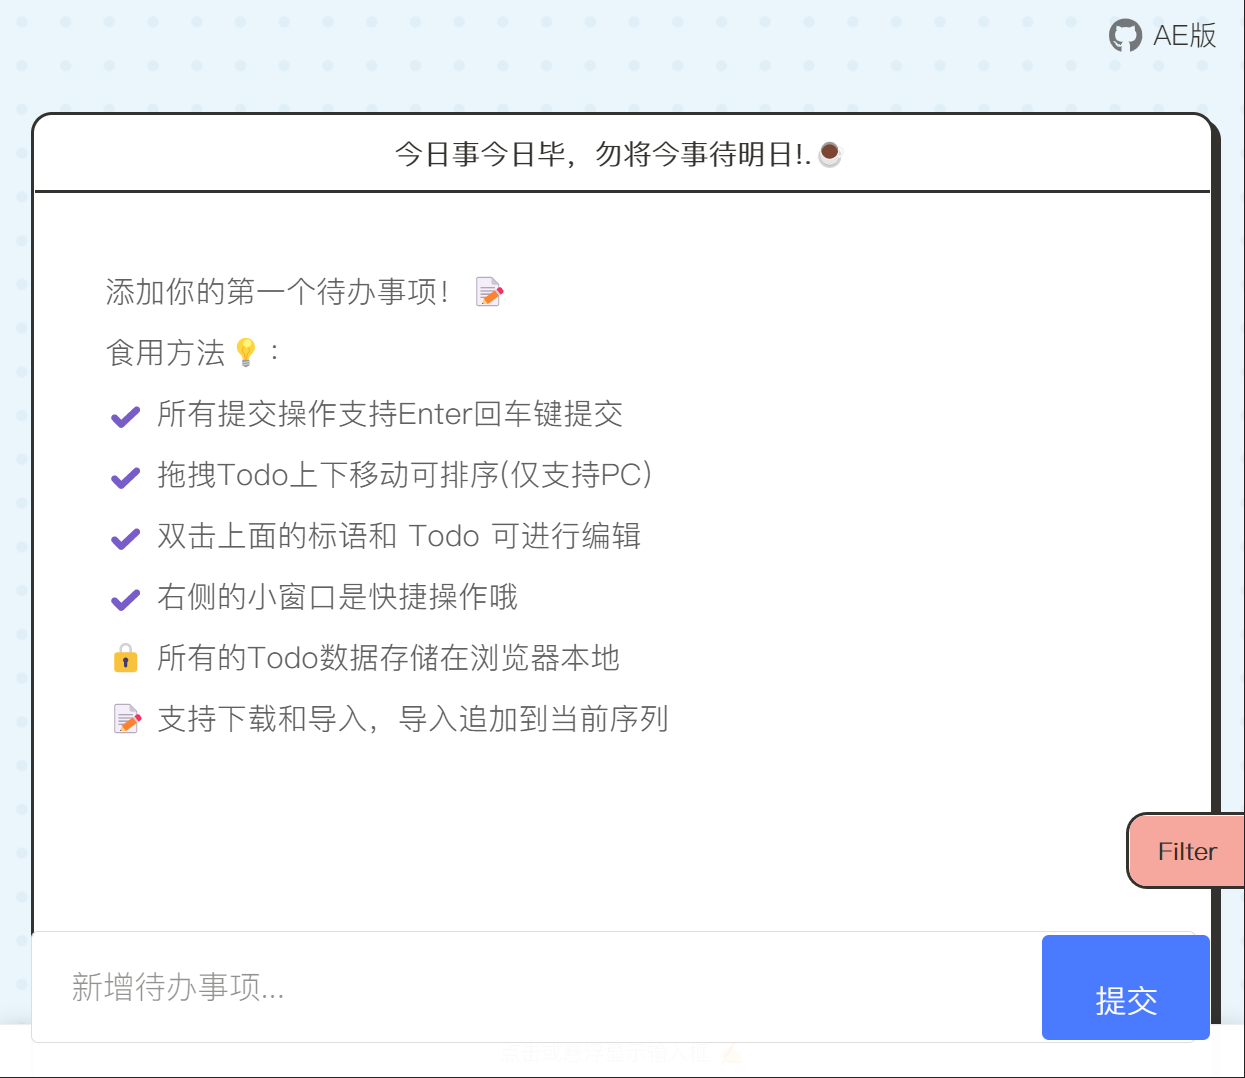 AE版
今日事今日毕，勿将今事待明日!.☕
添加你的第一个待办事项！📝
食用方法💡：
✔ 所有提交操作支持Enter回车键提交
✔ 拖拽Todo上下移动可排序(仅支持PC)
✔ 双击上面的标语和 Todo 可进行编辑
✔ 右侧的小窗口是快捷操作哦
🔒 所有的Todo数据存储在浏览器本地
📝 支持下载和导入，导入追加到当前序列
Filter
新增待办事项...
提交